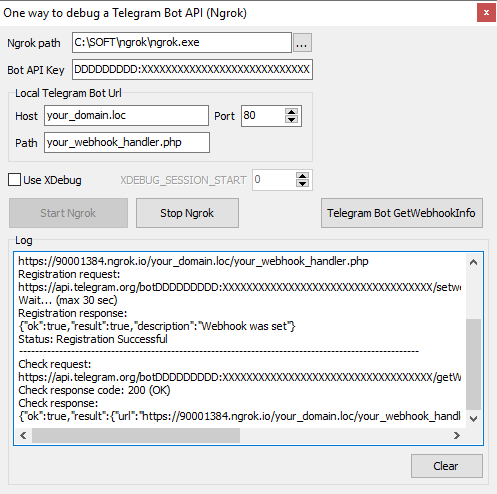 One way to debug a Telegram Bot API (Ngrok)
Ngrok path C:\SOFT\ngrok\ngrok.exe ...
Bot API Key DDDDDDDDD:XXXXXXXXXXXXXXXXXXXXXXXXXXX
Local Telegram Bot Url
Host your_domain.loc Port 80
Path your_webhook_handler.php
Use XDebug XDEBUG_SESSION_START 0
Start Ngrok Stop Ngrok Telegram Bot GetWebhookInfo
Log
https://90001384.ngrok.io/your_domain.loc/your_webhook_handler.php
Registration request:
https://api.telegram.org/botDDDDDDDDD:XXXXXXXXXXXXXXXXXXXXXXXXXXXXXXXXXXX/setw
Wait... (max 30 sec)
Registration response:
{"ok":true,"result":true,"description":"Webhook was set"}
Status: Registration Successful
----------------------------------------------------------------------------------------------------
Check request:
https://api.telegram.org/botDDDDDDDDD:XXXXXXXXXXXXXXXXXXXXXXXXXXXXXXXXXXX/getW
Check response code: 200 (OK)
Check response:
{"ok":true,"result":{"url":"https://90001384.ngrok.io/your_domain.loc/your_webhook_handl
Clear